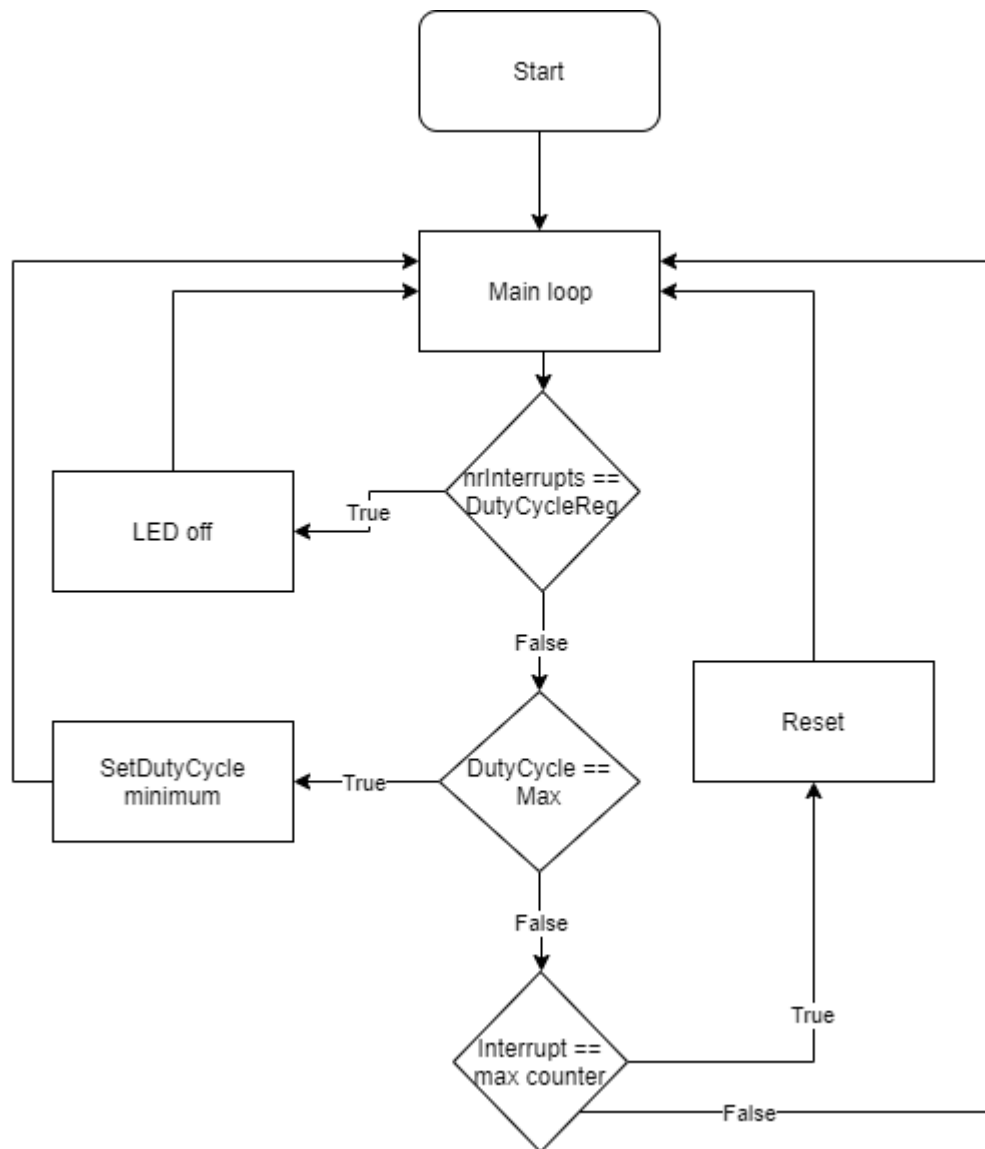 Start
Main loop
nrInterrupts ==
DutyCycleReg
True
LED off
False
Reset
SetDutyCycle
minimum
True
DutyCycle ==
Max
False
True
Interrupt ==
max counter
False